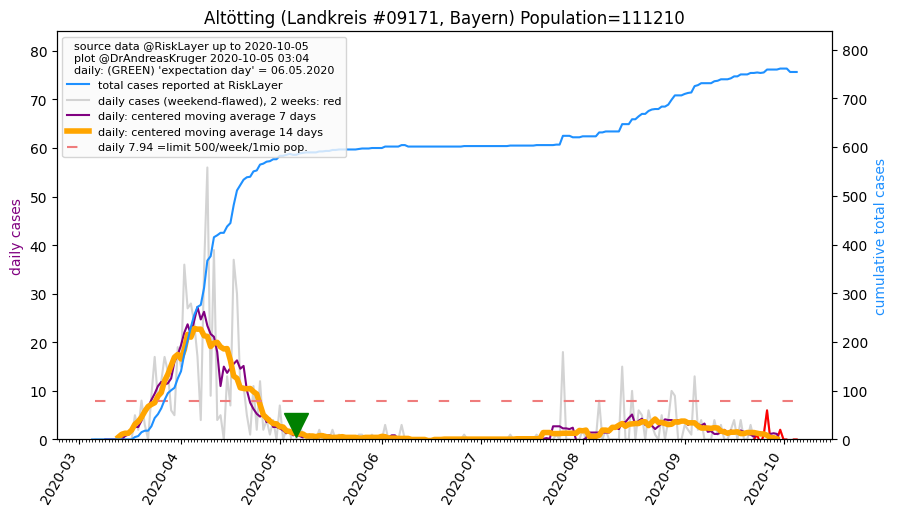 Altötting (Landkreis #09171, Bayern) Population=111210
source data @RiskLayer up to 2020-10-05
plot @DrAndreasKruger 2020-10-05 03:04
daily: (GREEN) 'expectation day' = 06.05.2020
total cases reported at RiskLayer
daily cases (weekend-flawed), 2 weeks: red
daily: centered moving average 7 days
daily: centered moving average 14 days
daily 7.94 =limit 500/week/1mio pop.
daily cases
80
70
60
50
40
30
20
10
0
cumulative total cases
800
700
600
500
400
300
200
100
0
2020-03
2020-04
2020-05
2020-06
2020-07
2020-08
2020-09
2020-10